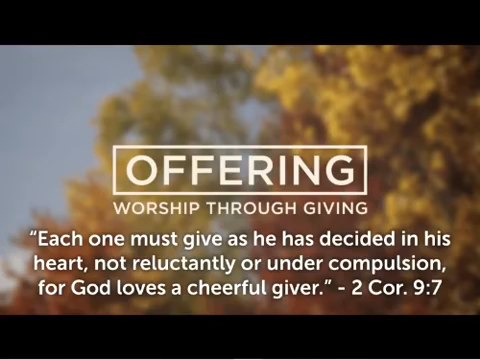 OFFERING
WORSHIP THROUGH GIVING
“Each one must give as he has decided in his
heart, not reluctantly or under compulsion,
for God loves a cheerful giver.” - 2 Cor. 9:7